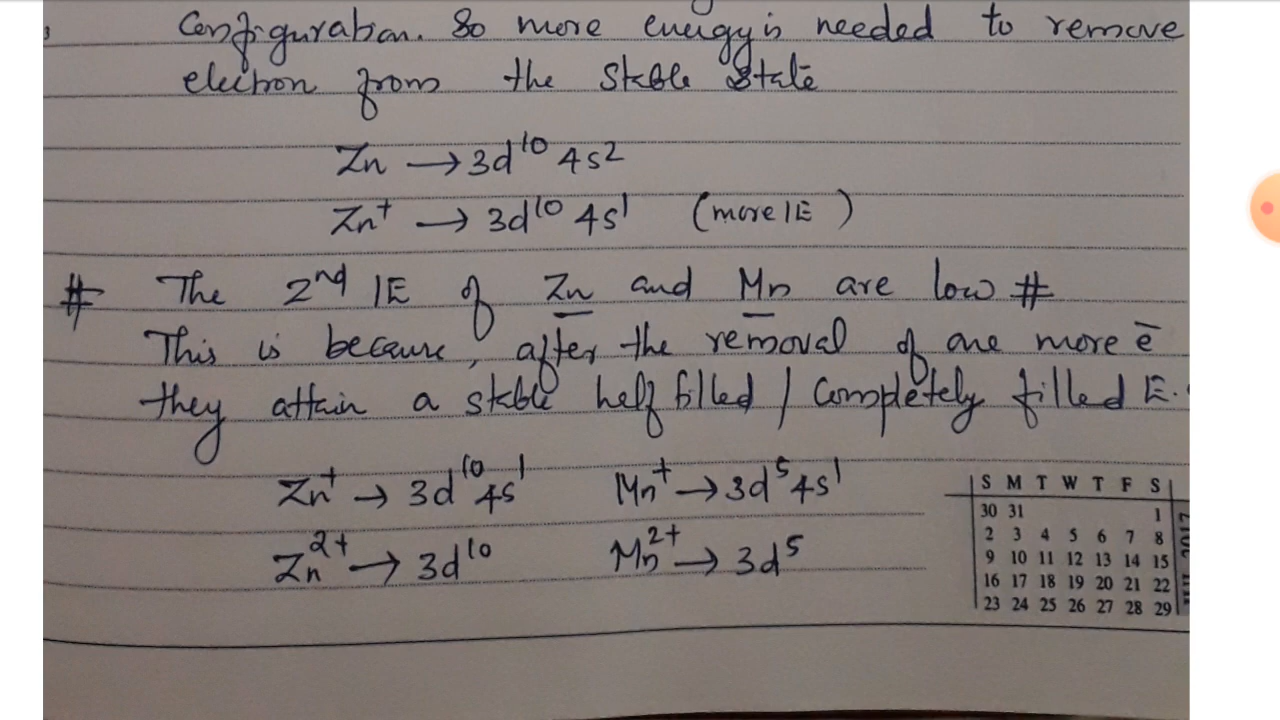 Configuration. So more energy is needed to remove
electron from the stable state
Zn → 3d¹⁰ 4s²
Zn⁺ → 3d¹⁰ 4s¹ (more IE )
# The 2nd IE of Zn and Mn are low #
This is because, after the removal of one more e̅
they attain a stable half filled / Completely filled E.
Zn⁺ → 3d¹⁰ 4s¹ Mn⁺ → 3d⁵ 4s¹
Zn²⁺ → 3d¹⁰ Mn²⁺ → 3d⁵
S M T W T F S
30 31 1
2 3 4 5 6 7 8
9 10 11 12 13 14 15
16 17 18 19 20 21 22
23 24 25 26 27 28 29